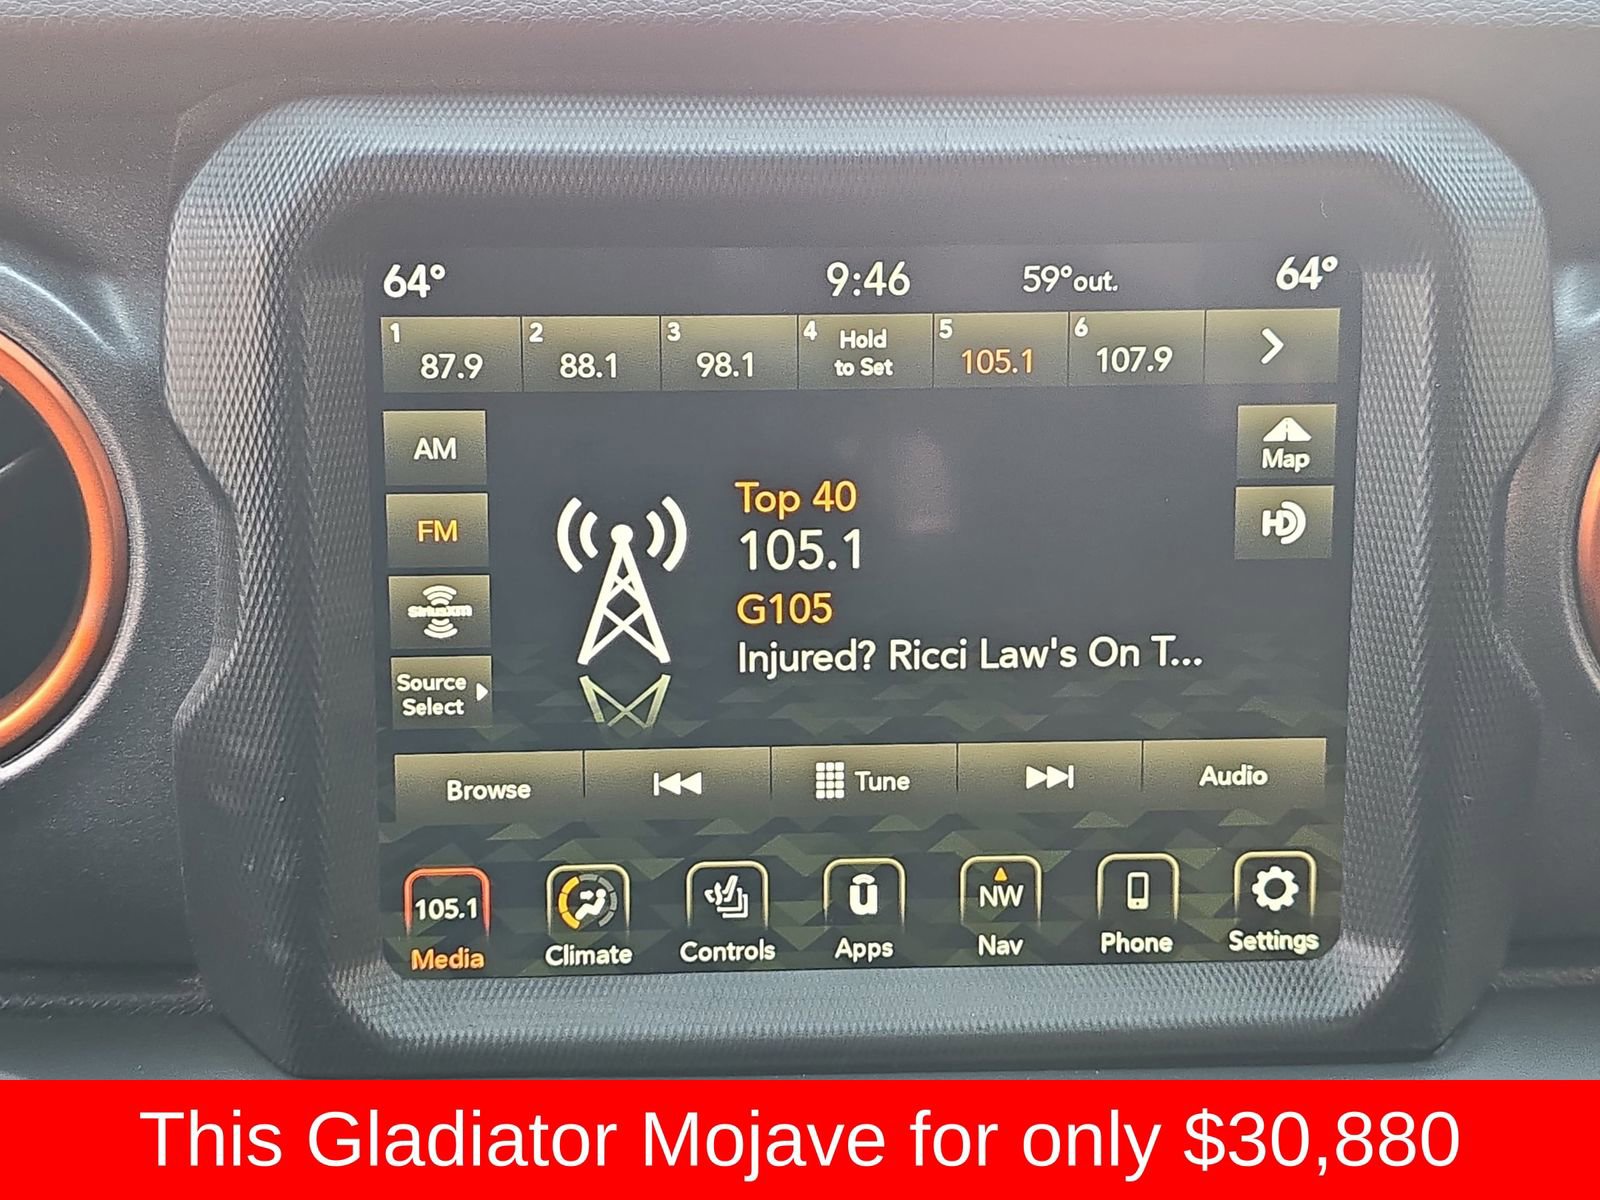 64° 9:46 59°out. 64°
1 87.9 2 88.1 3 98.1 4 Hold to Set 5 105.1 6 107.9
AM
Map
FM
HD
SiriusXM
Top 40
105.1
G105
Injured? Ricci Law's On T...
Source
Select
Browse Tune Audio
105.1 NW
Media Climate Controls Apps Nav Phone Settings
This Gladiator Mojave for only $30,880